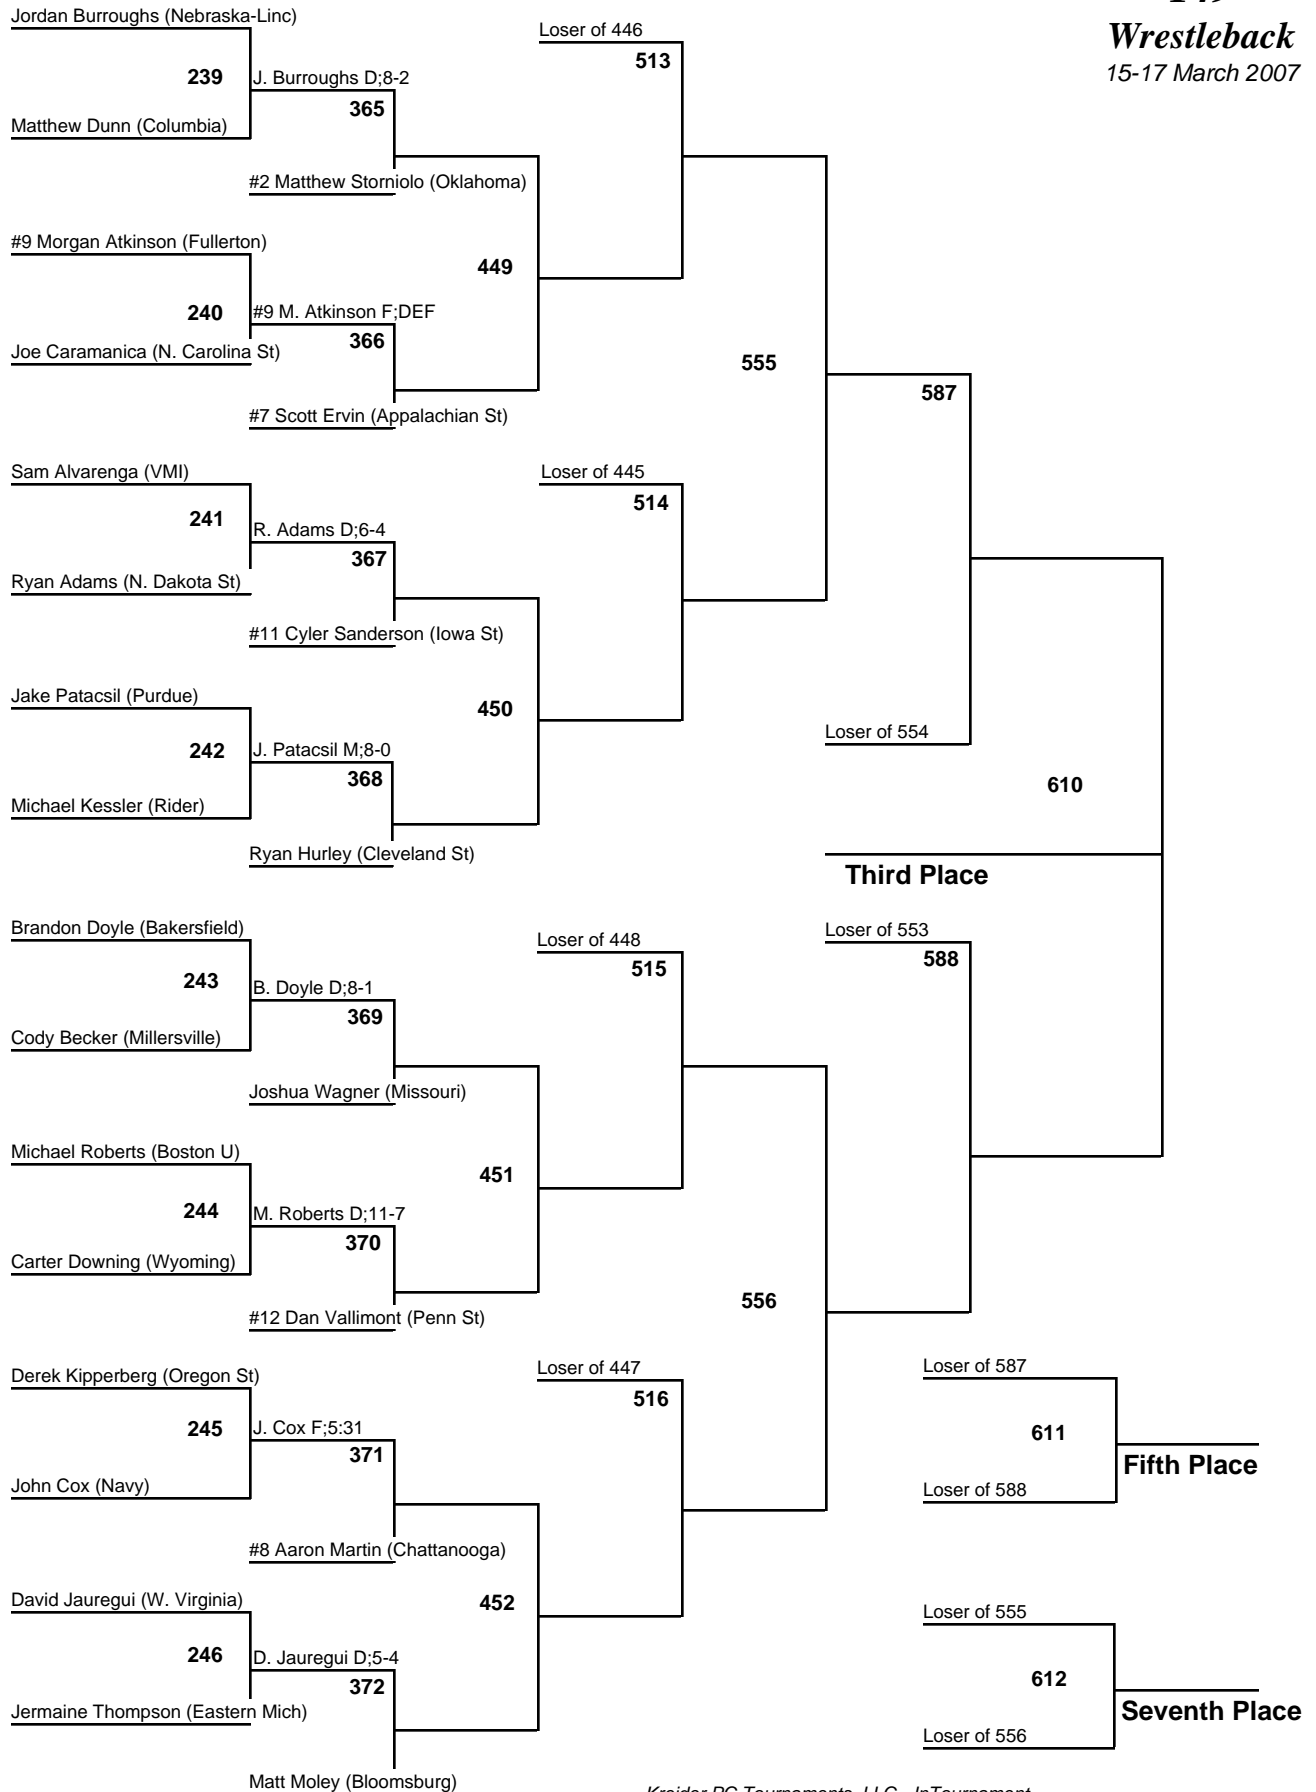 Wrestleback
15-17 March 2007
Jordan Burroughs (Nebraska-Linc)
239
Matthew Dunn (Columbia)
J. Burroughs D;8-2
365
#2 Matthew Storniolo (Oklahoma)
#9 Morgan Atkinson (Fullerton)
240
Joe Caramanica (N. Carolina St)
#9 M. Atkinson F;DEF
366
#7 Scott Ervin (Appalachian St)
449
Loser of 446
513
Sam Alvarenga (VMI)
241
Ryan Adams (N. Dakota St)
R. Adams D;6-4
367
#11 Cyler Sanderson (Iowa St)
Jake Patacsil (Purdue)
242
Michael Kessler (Rider)
J. Patacsil M;8-0
368
Ryan Hurley (Cleveland St)
450
Loser of 445
514
555
587
Loser of 554
610
Third Place
Brandon Doyle (Bakersfield)
243
Cody Becker (Millersville)
B. Doyle D;8-1
369
Joshua Wagner (Missouri)
Michael Roberts (Boston U)
244
Carter Downing (Wyoming)
M. Roberts D;11-7
370
#12 Dan Vallimont (Penn St)
451
Loser of 448
515
Derek Kipperberg (Oregon St)
245
John Cox (Navy)
J. Cox F;5:31
371
#8 Aaron Martin (Chattanooga)
David Jauregui (W. Virginia)
246
Jermaine Thompson (Eastern Mich)
D. Jauregui D;5-4
372
Matt Moley (Bloomsburg)
452
Loser of 447
516
556
Loser of 553
588
Loser of 587
611
Loser of 588
Fifth Place
Loser of 555
612
Loser of 556
Seventh Place